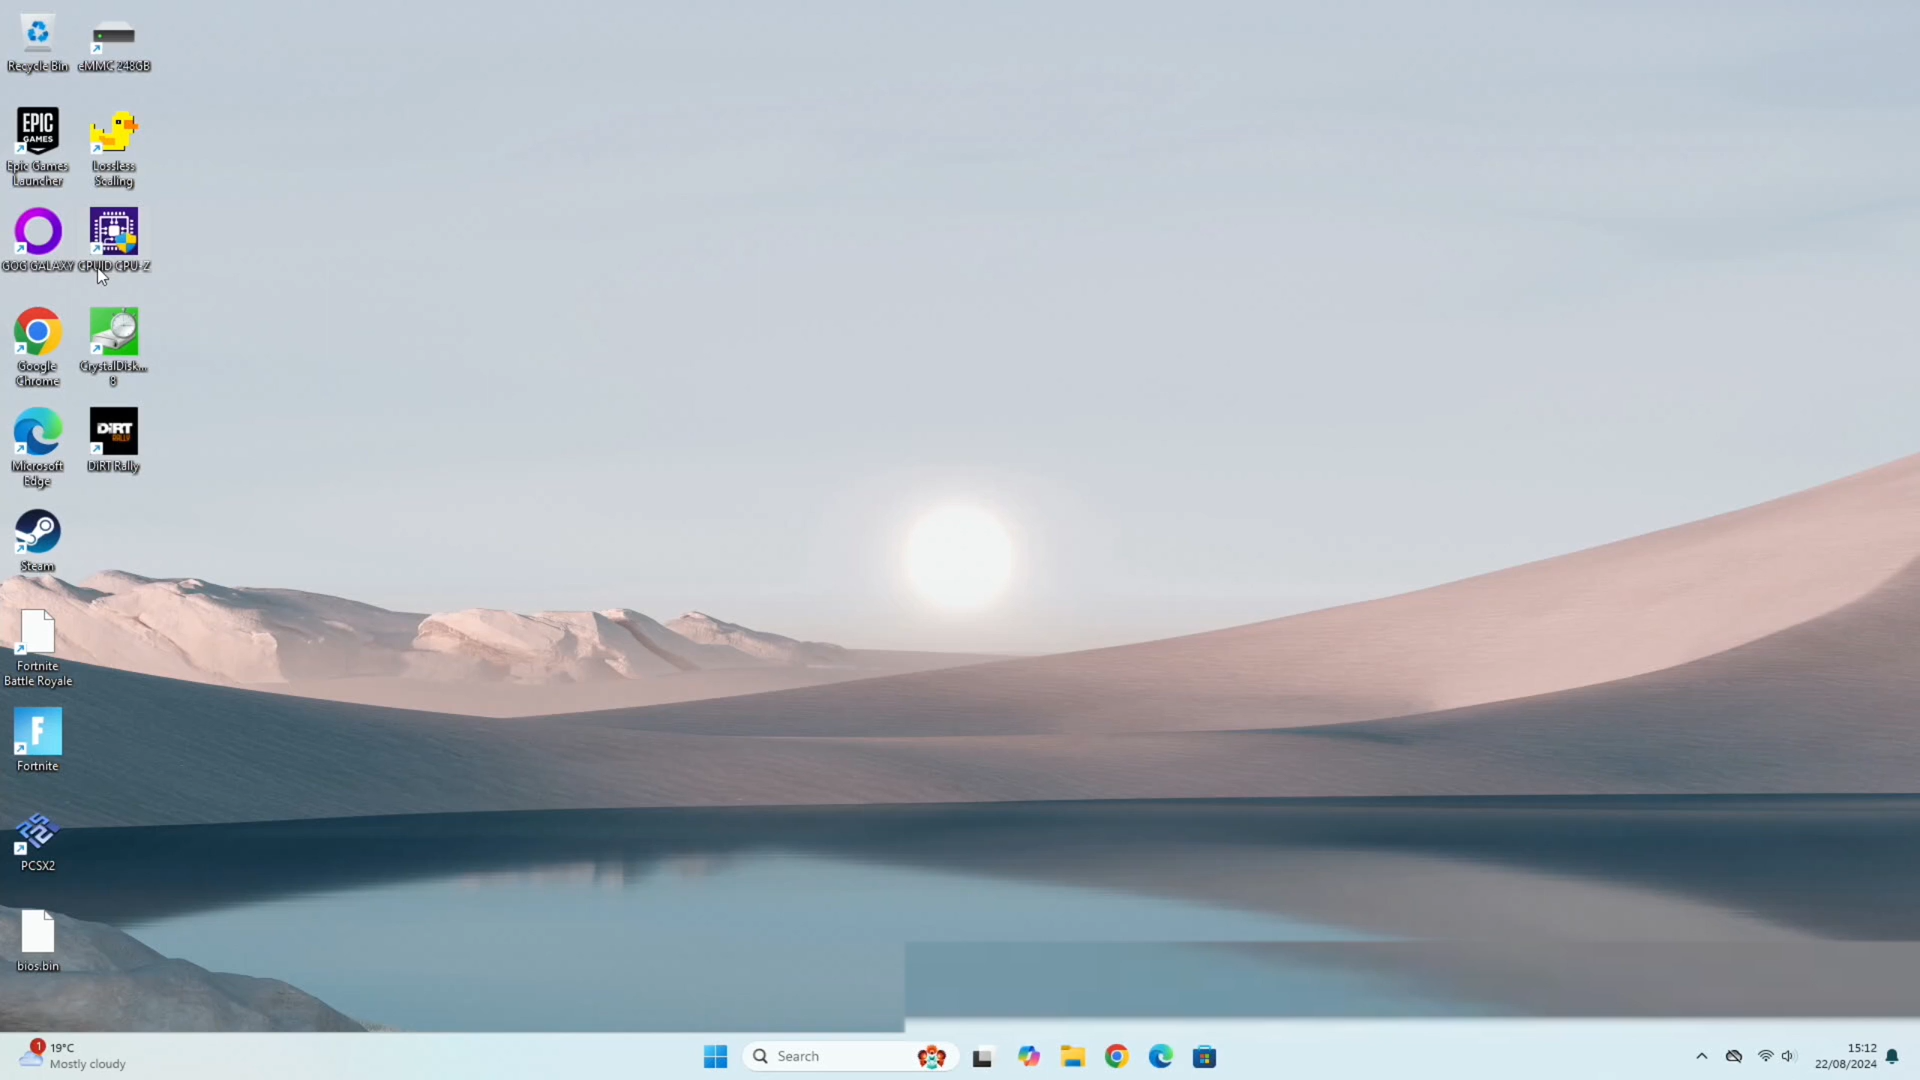 Recycle Bin
eMMC 248GB
EPIC
GAMES
Epic Games
Launcher
Lossless
Scaling
GOG GALAXY
CPUID CPU-Z
Google
Chrome
CrystalDisk...
8
Microsoft
Edge
DiRT
RALLY
DiRT Rally
Steam
Fortnite
Battle Royale
F
Fortnite
PCSX2
bios.bin
1
19°C
Mostly cloudy
Search
15:12
22/08/2024